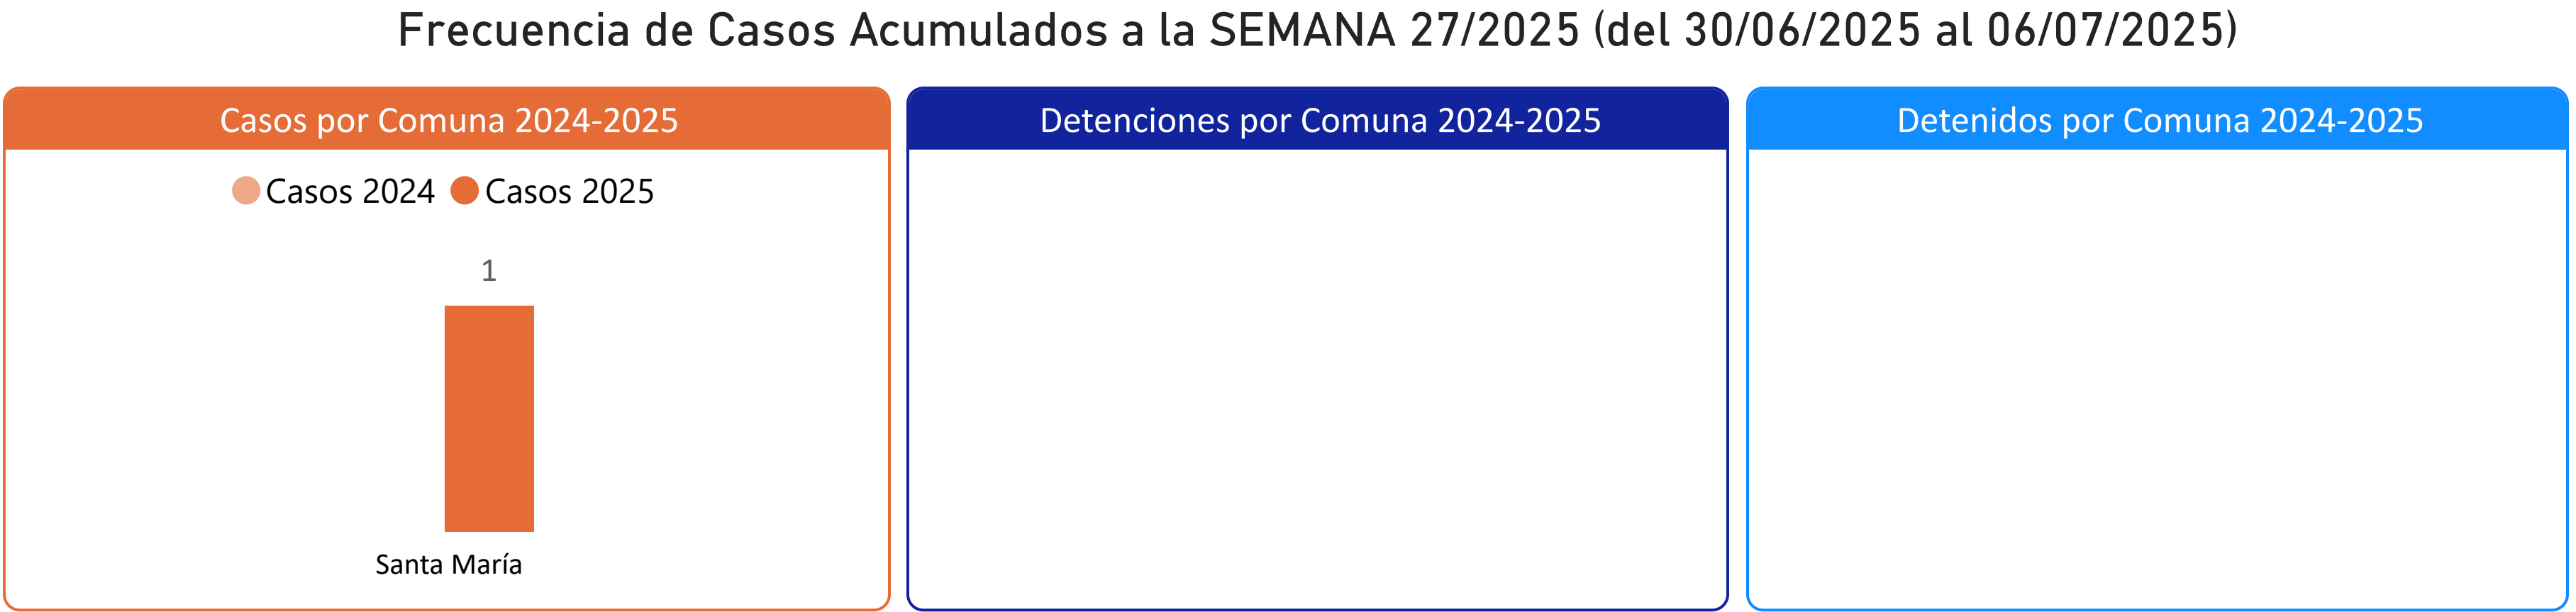 Frecuencia de Casos Acumulados a la SEMANA 27/2025 (del 30/06/2025 al 06/07/2025)
Casos por Comuna 2024-2025
Casos 2024 Casos 2025
1
Santa María
Detenciones por Comuna 2024-2025
Detenidos por Comuna 2024-2025